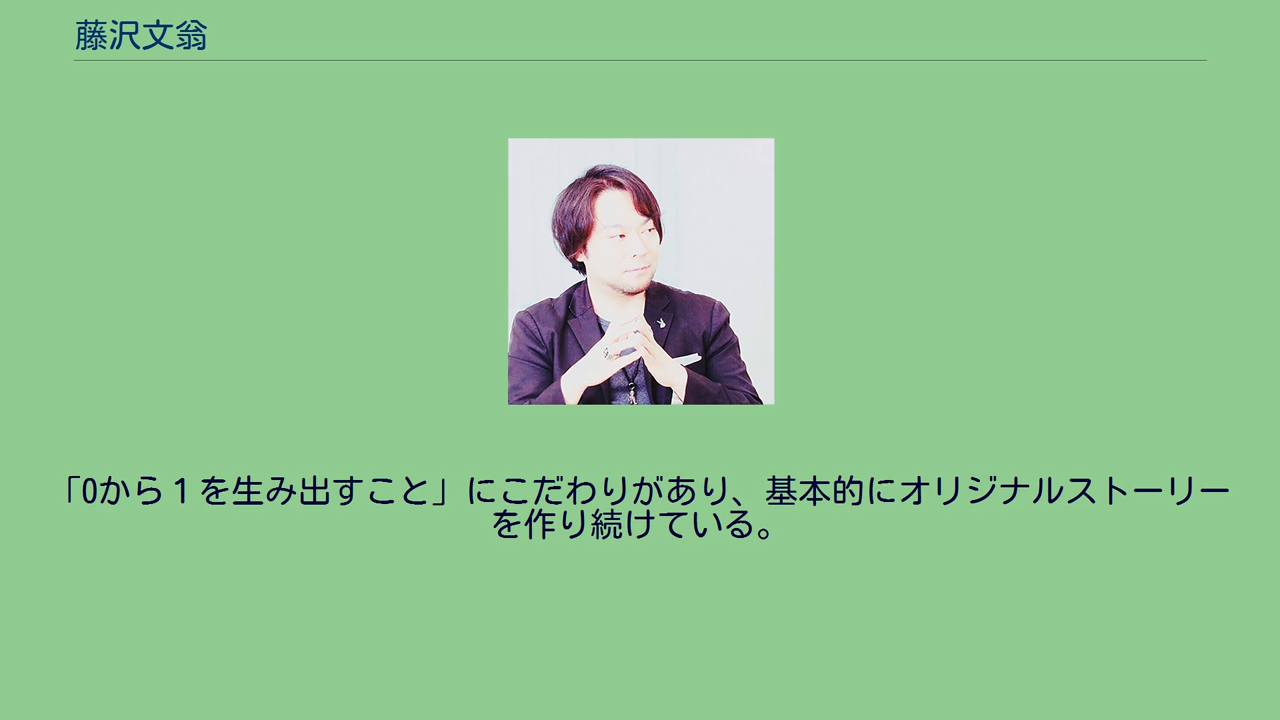 藤沢文翁
「0から１を生み出すこと」にこだわりがあり、基本的にオリジナルストーリー
を作り続けている。